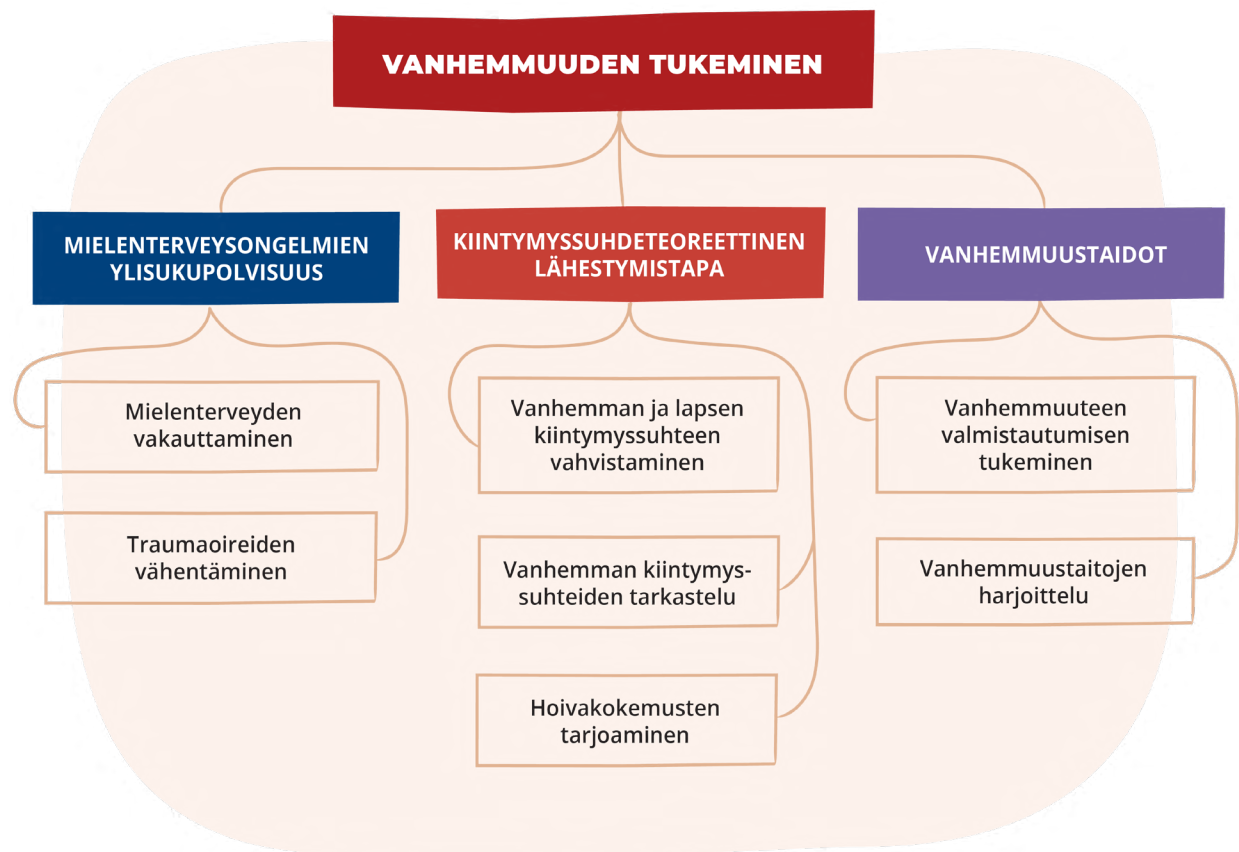 VANHEMMUUDEN TUKEMINEN
MIELENTERVEYSONGELMIEN
YLISUKUPOLVISUUS
Mielenterveyden
vakauttaminen
Traumaoireiden
vähentäminen
KIINTYMYSSUHDETEOREETTINEN
LÄHESTYMISTAPA
Vanhemman ja lapsen
kiintymyssuhteen
vahvistaminen
Vanhemman kiintymys-
suhteiden tarkastelu
Hoivakokemusten
tarjoaminen
VANHEMMUUSTAIDOT
Vanhemmuuteen
valmistautumisen
tukeminen
Vanhemmuustaitojen
harjoittelu